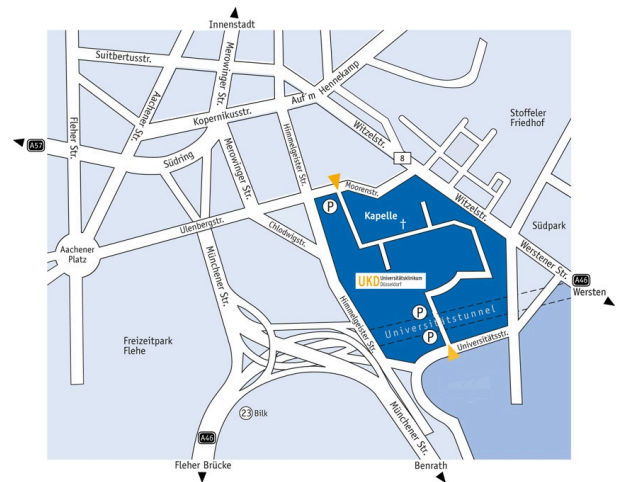 Innenstadt
Suitbertusstr.
Merowinger Str.
Auf'm Hennekamp
Aachener Str.
Kopernikusstr.
Stoffeler
Friedhof
Fleher Str.
A57
Südring
Himmelgeister Str.
Witzelstr.
8
Merowinger Str.
Moorenstr.
P
Kapelle
Witzelstr.
Südpark
Ulenbergstr.
Chlodwigstr.
Aachener
Platz
Münchener Str.
Werstener Str.
A46
Wersten
UKD Universitätsklinikum
Düsseldorf
Himmelgeister Str.
P
Universitätstunnel
P
Universitätsstr.
Freizeitpark
Flehe
23 Bilk
Münchener Str.
A46
Fleher Brücke
Benrath